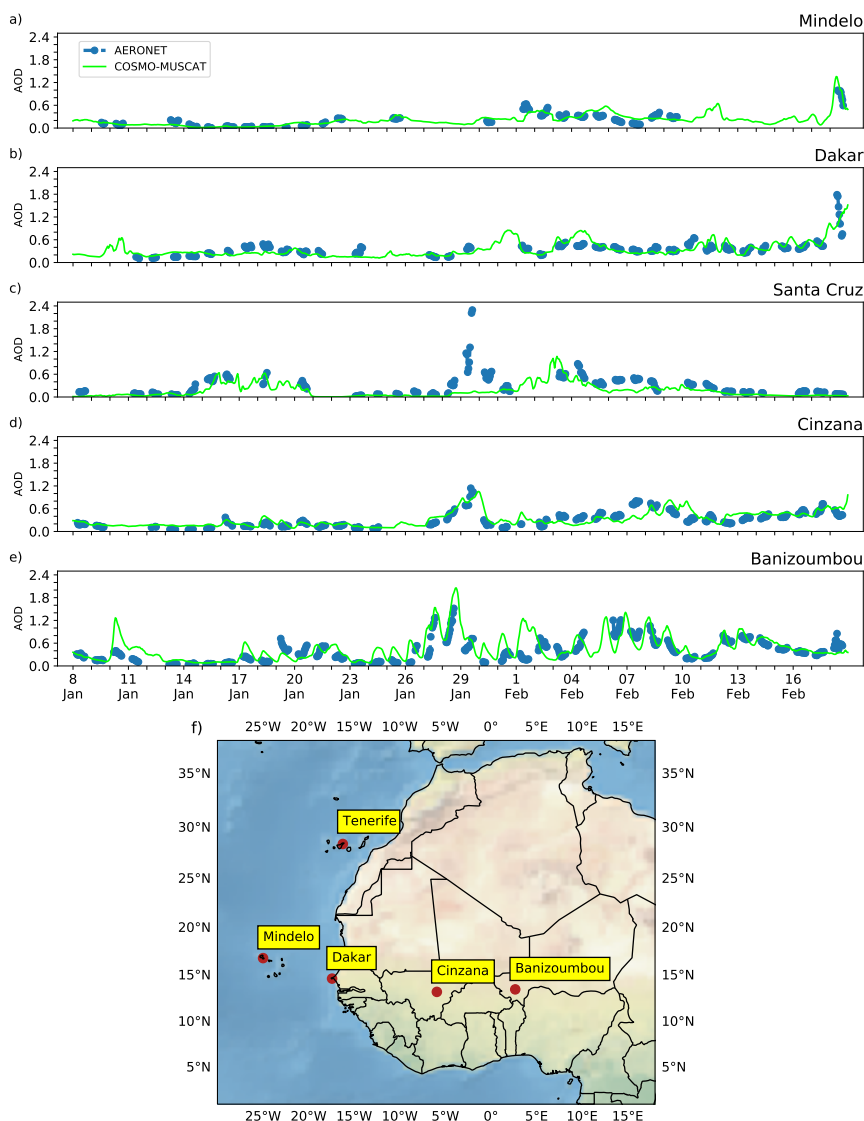 a) Mindelo
2.4
1.8
1.2
0.6
0.0
AOD
AERONET
COSMO-MUSCAT
b) Dakar
2.4
1.8
1.2
0.6
0.0
AOD
c) Santa Cruz
2.4
1.8
1.2
0.6
0.0
AOD
d) Cinzana
2.4
1.8
1.2
0.6
0.0
AOD
e) Banizoumbou
2.4
1.8
1.2
0.6
0.0
AOD
8 11 14 17 20 23 26 29 1 04 07 10 13 16
Jan Jan Jan Jan Jan Jan Jan Jan Feb Feb Feb Feb Feb Feb
f)
25°W 20°W 15°W 10°W 5°W 0° 5°E 10°E 15°E
35°N 35°N
30°N 30°N
Tenerife
25°N 25°N
20°N 20°N
Mindelo
Dakar
Cinzana
Banizoumbou
15°N 15°N
10°N 10°N
5°N 5°N
25°W 20°W 15°W 10°W 5°W 0° 5°E 10°E 15°E